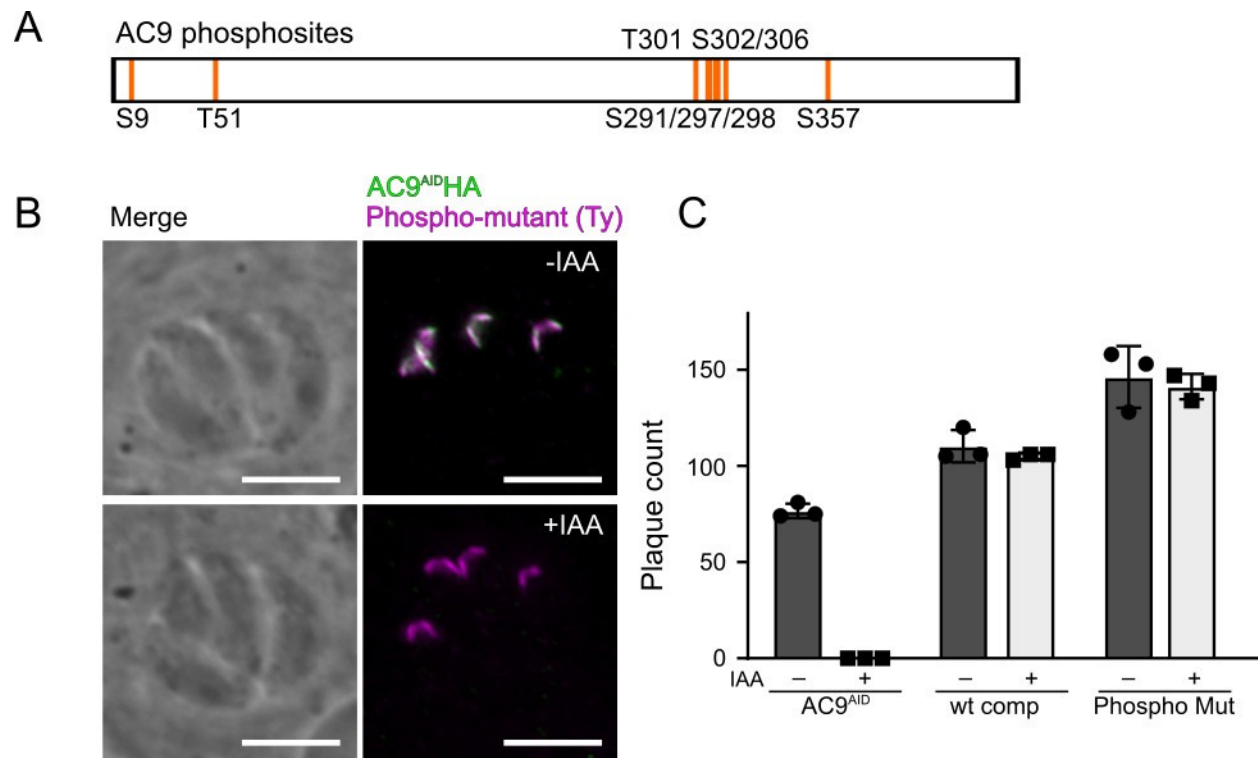 A
AC9 phosphosites
T301 S302/306
S9 T51 S291/297/298 S357
B
Merge
AC9ᴬᴵᴰHA
Phospho-mutant (Ty)
-IAA
+IAA
C
Plaque count
150
100
50
0
IAA – + – + – +
AC9ᴬᴵᴰ wt comp Phospho Mut